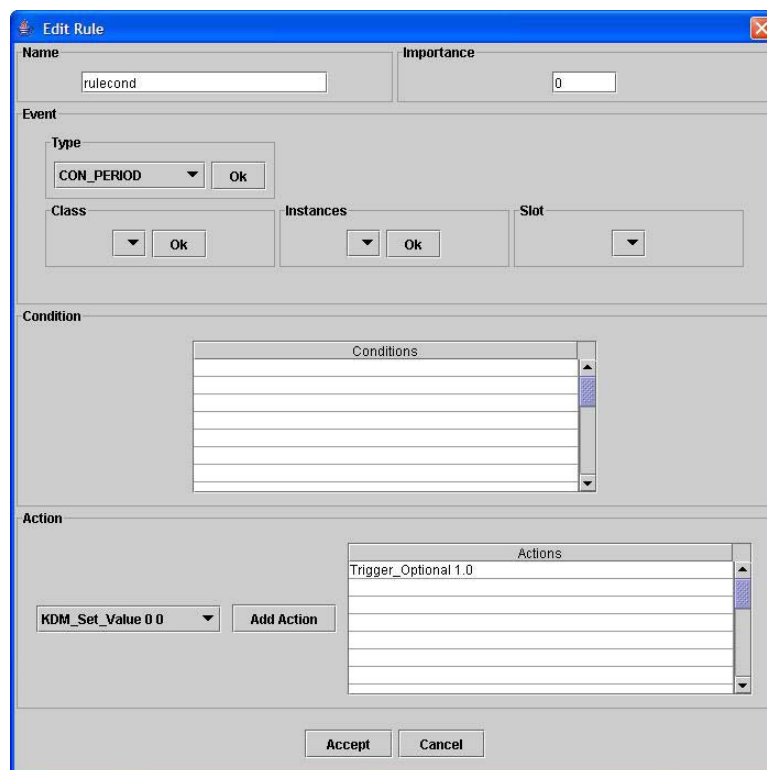 Edit Rule
Name
Importance
rulecond
0
Event
Type
CON_PERIOD
Ok
Class
Instances
Slot
Ok
Ok
Condition
Conditions
Action
Actions
Trigger_Optional 1.0
KDM_Set_Value 0 0
Add Action
Accept
Cancel